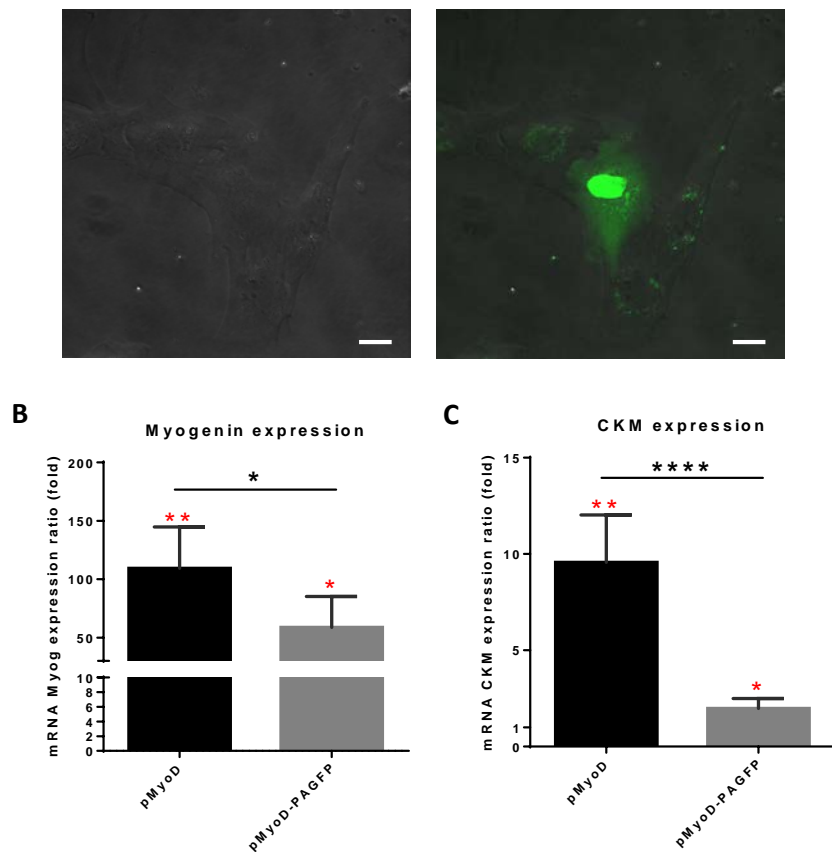 B
Myogenin expression
mRNA Myog expression ratio (fold)
200
150
100
50
10
8
6
4
2
0
*
**
*
pMyoD
pMyoD-PAGFP
C
CKM expression
mRNA CKM expression ratio (fold)
15
10
5
1
0
****
**
*
pMyoD
pMyoD-PAGFP